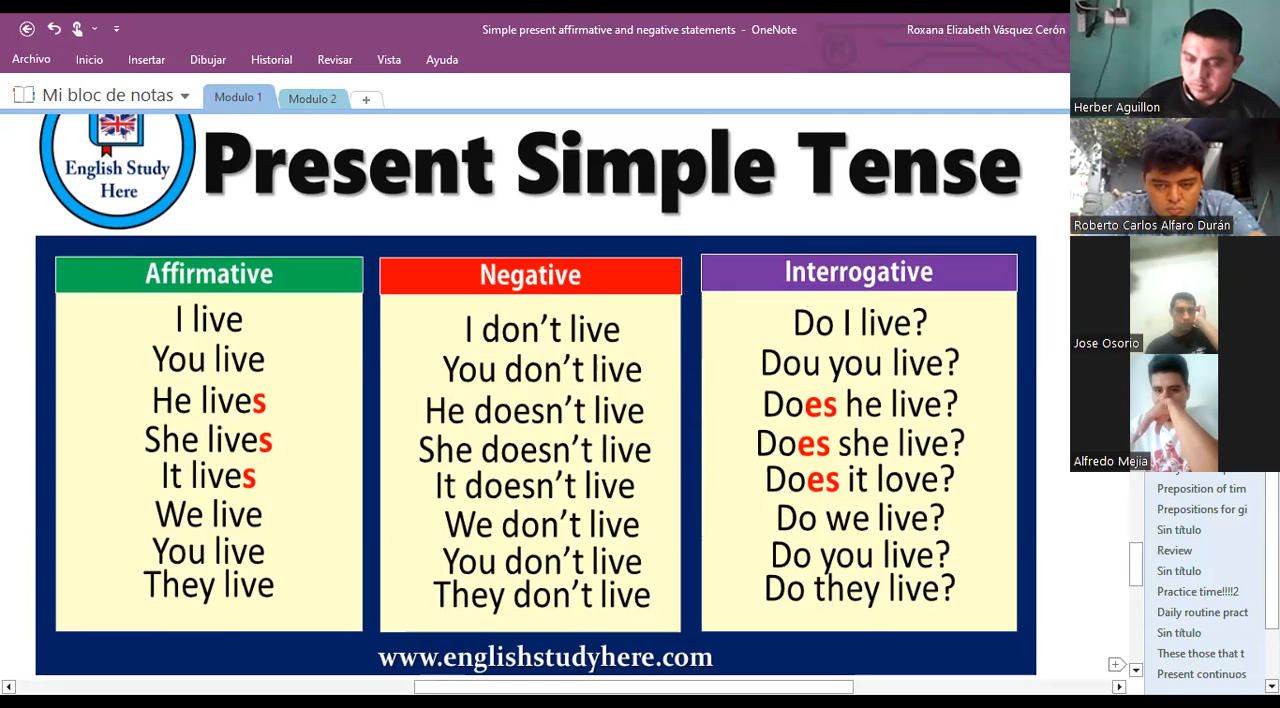 Simple present affirmative and negative statements - OneNote
Roxana Elizabeth Vásquez Cerón
Archivo Inicio Insertar Dibujar Historial Revisar Vista Ayuda
Mi bloc de notas
Modulo 1
Modulo 2
English Study
Here
Present Simple Tense
Affirmative
I live
You live
He lives
She lives
It lives
We live
You live
They live
Negative
I don't live
You don't live
He doesn't live
She doesn't live
It doesn't live
We don't live
You don't live
They don't live
Interrogative
Do I live?
Dou you live?
Does he live?
Does she live?
Does it love?
Do we live?
Do you live?
Do they live?
www.englishstudyhere.com
Herber Aguillon
Roberto Carlos Alfaro Durán
Jose Osorio
Alfredo Mejia
Preposition of tim
Prepositions for gi
Sin título
Review
Sin título
Practice time!!!!2
Daily routine pract
Sin título
These those that t
Present continuos